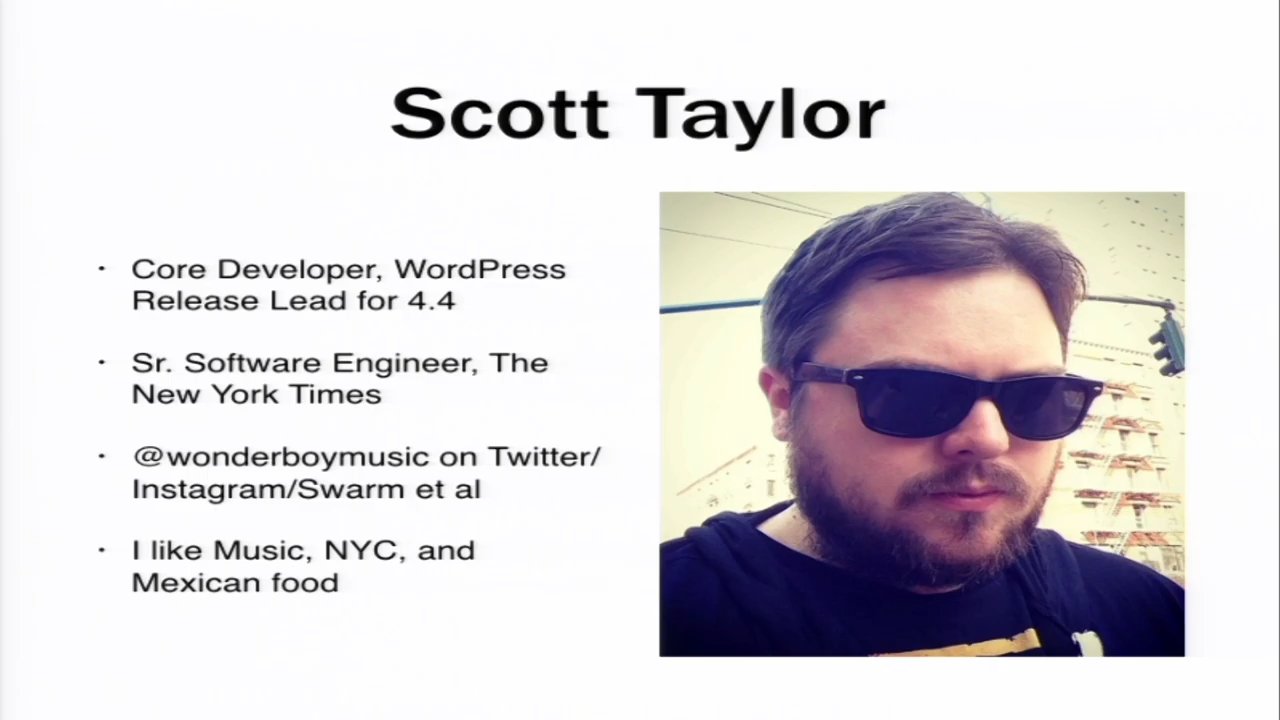 Scott Taylor
· Core Developer, WordPress
Release Lead for 4.4
· Sr. Software Engineer, The
New York Times
· @wonderboymusic on Twitter/
Instagram/Swarm et al
· I like Music, NYC, and
Mexican food